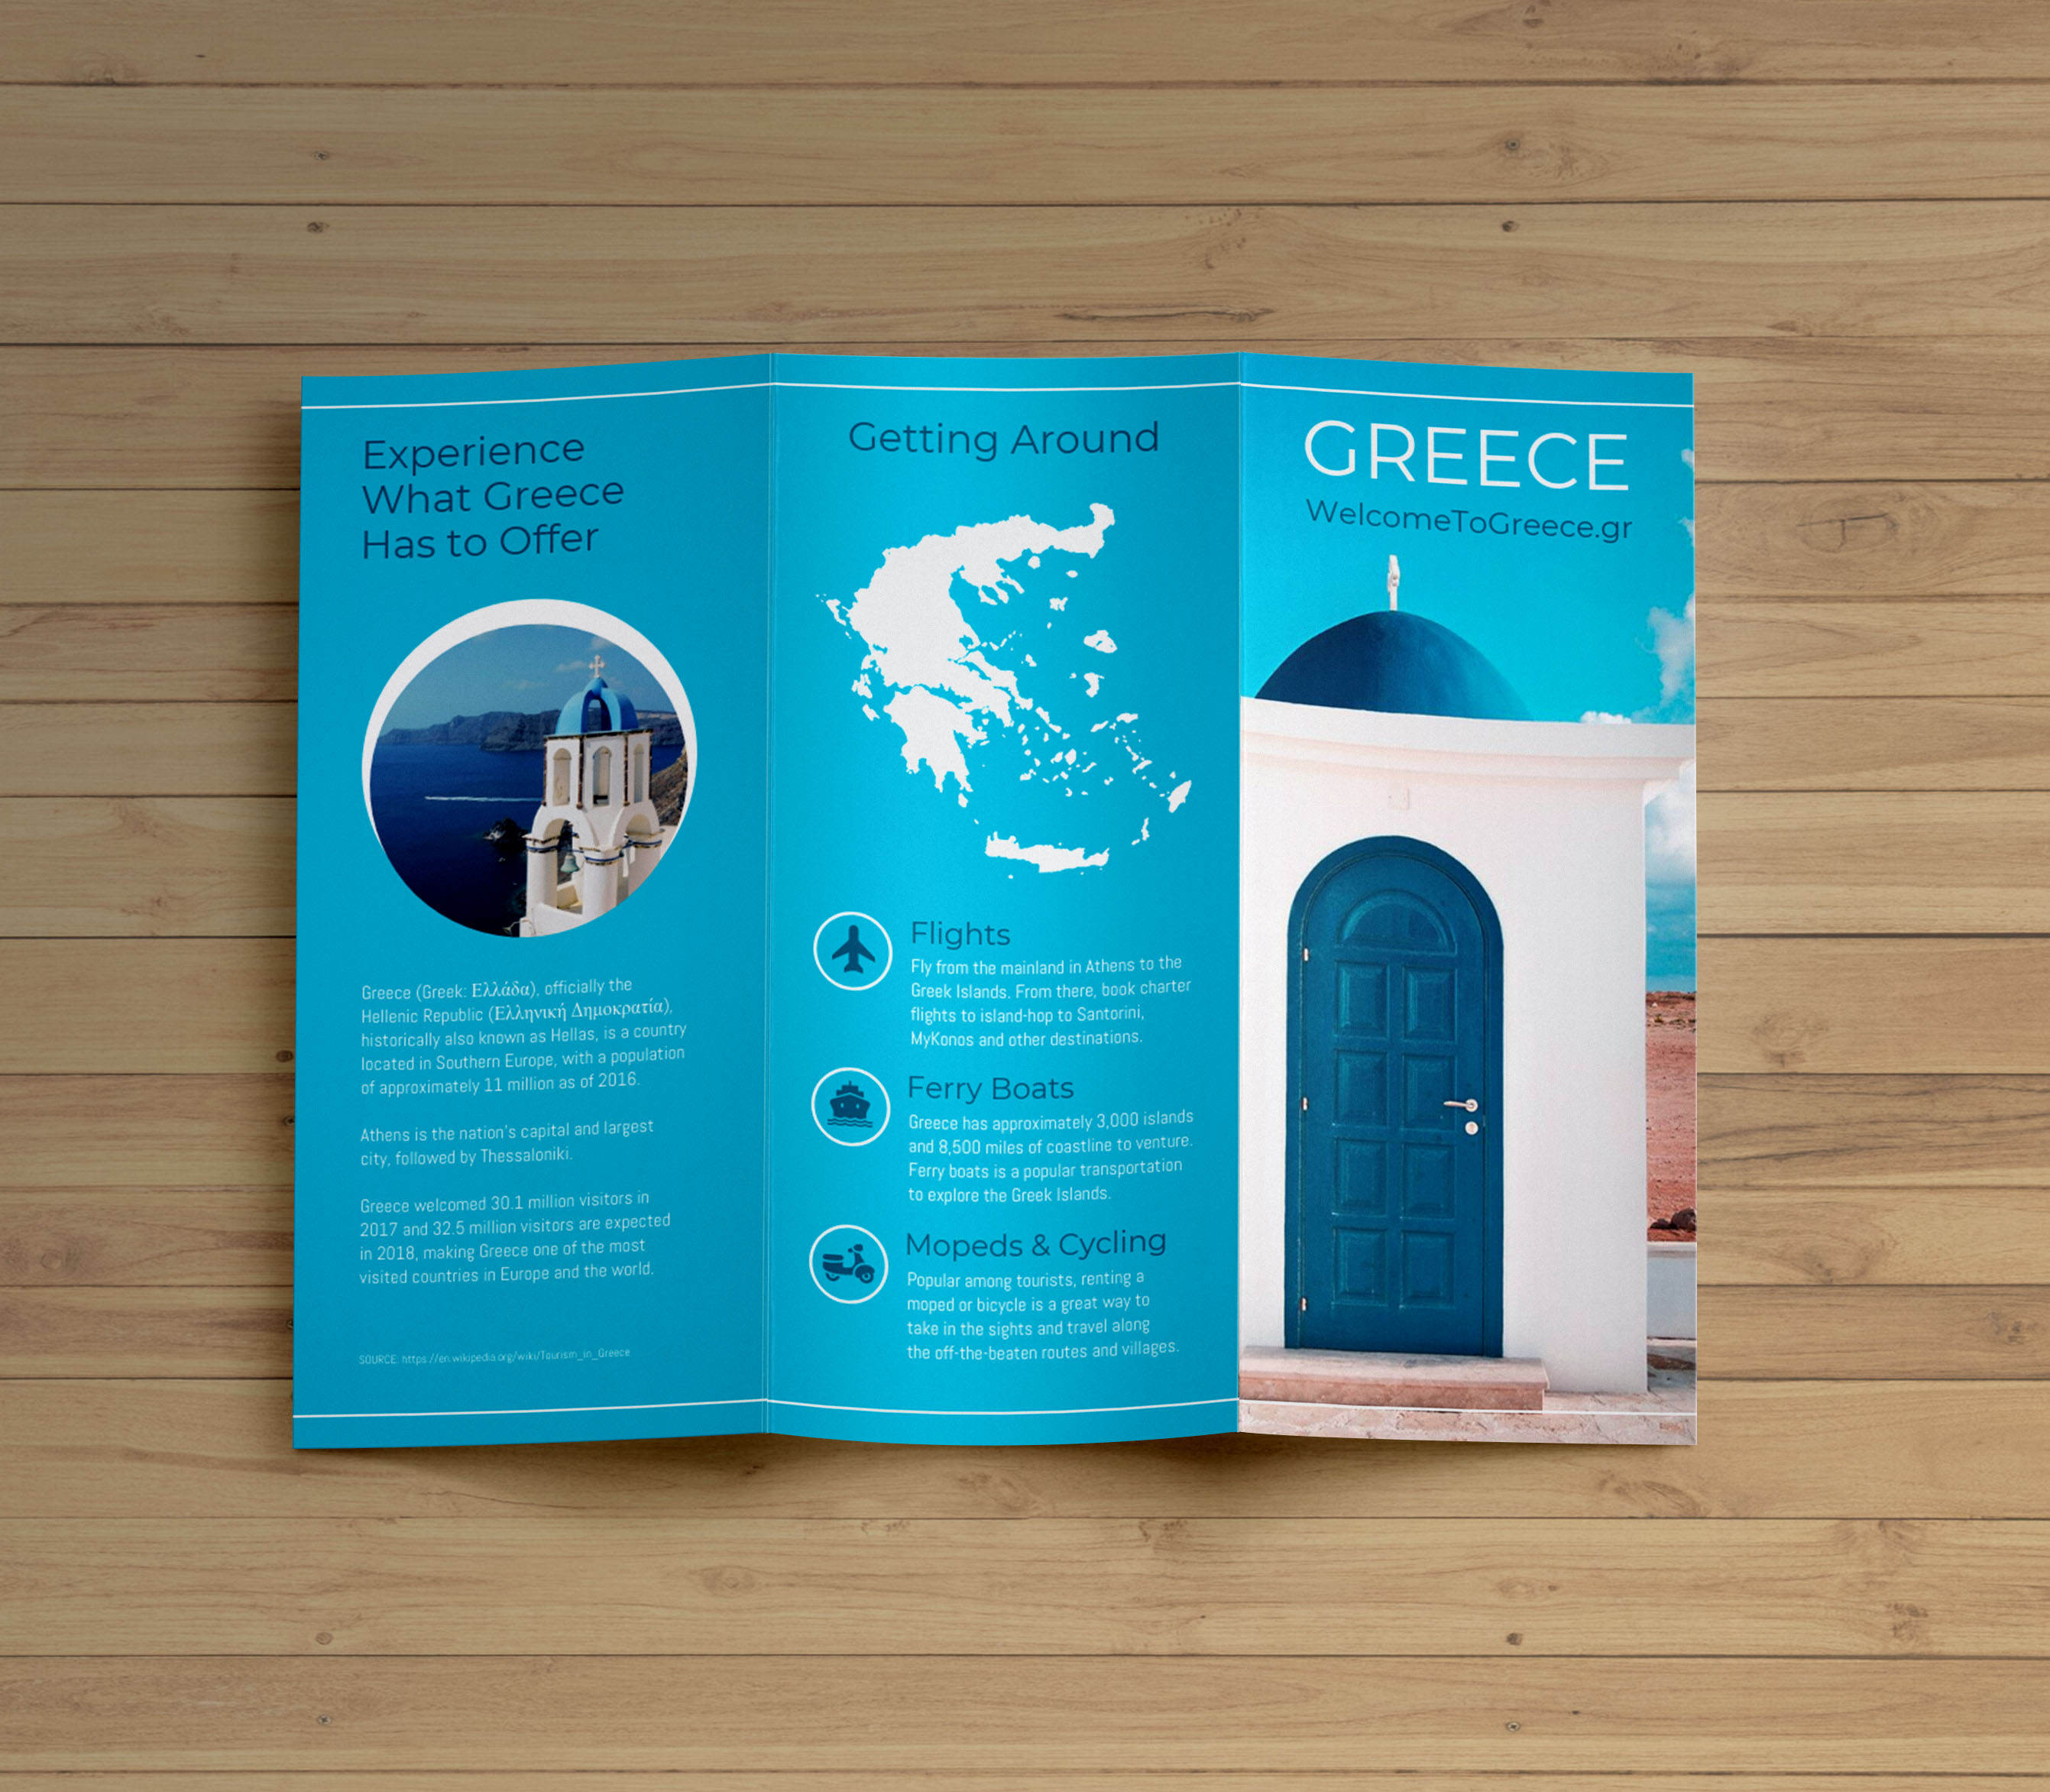 Experience
What Greece
Has to Offer
Greece (Greek: Ελλάδα), officially the
Hellenic Republic (Ελληνική Δημοκρατία),
historically also known as Hellas, is a country
located in Southern Europe, with a population
of approximately 11 million as of 2016.
Athens is the nation's capital and largest
city, followed by Thessaloniki.
Greece welcomed 30.1 million visitors in
2017 and 32.5 million visitors are expected
in 2018, making Greece one of the most
visited countries in Europe and the world.
SOURCE: https://en.wikipedia.org/wiki/Tourism_in_Greece
Getting Around
Flights
Fly from the mainland in Athens to the
Greek Islands. From there, book charter
flights to island-hop to Santorini,
MyKonos and other destinations.
Ferry Boats
Greece has approximately 3,000 islands
and 8,500 miles of coastline to venture.
Ferry boats is a popular transportation
to explore the Greek Islands.
Mopeds & Cycling
Popular among tourists, renting a
moped or bicycle is a great way to
take in the sights and travel along
the off-the-beaten routes and villages.
GREECE
WelcomeToGreece.gr